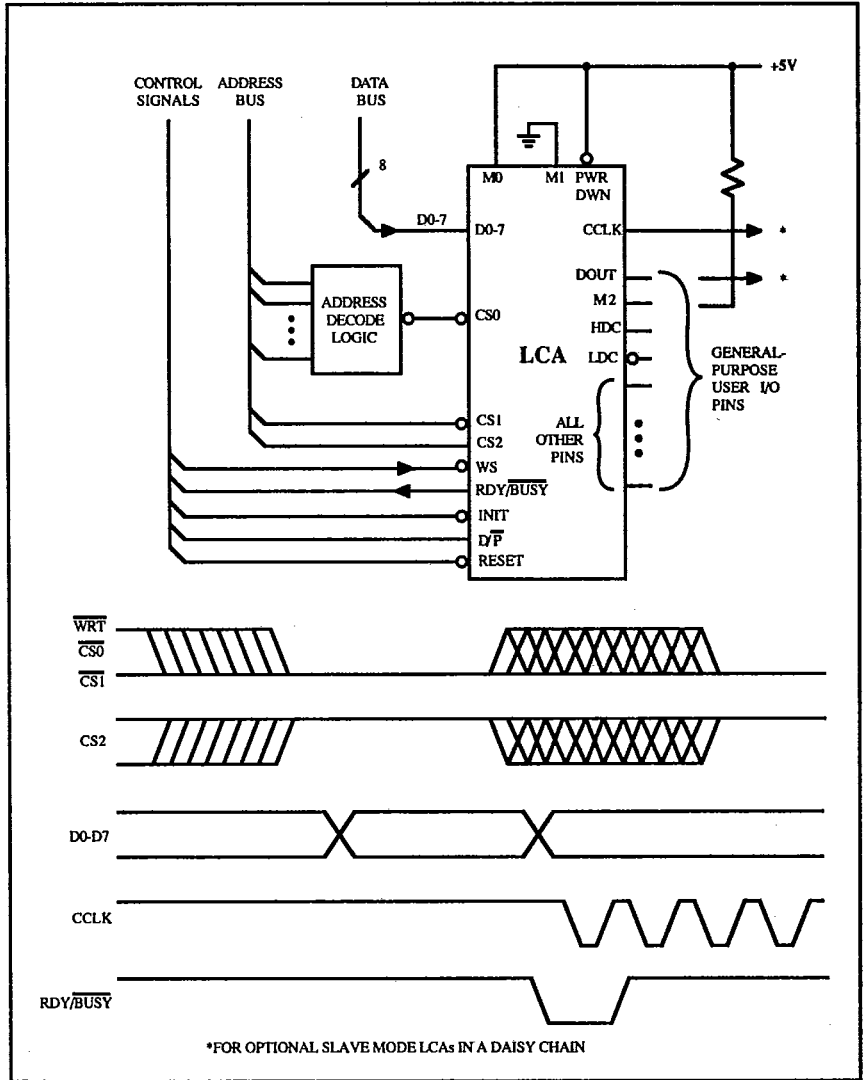 +5V
CONTROL
SIGNALS
ADDRESS
BUS
DATA
BUS
8
M0
M1
PWR
DWN
D0-7
D0-7
CCLK
*
DOUT
*
M2
ADDRESS
DECODE
LOGIC
CS0
HDC
LCA
LDC
GENERAL-
PURPOSE
USER I/O
PINS
CS1
ALL
OTHER
PINS
CS2
WS
RDY/BUSY
INIT
D/P
RESET
WRT
CS0
CS1
CS2
D0-D7
CCLK
RDY/BUSY
*FOR OPTIONAL SLAVE MODE LCAs IN A DAISY CHAIN